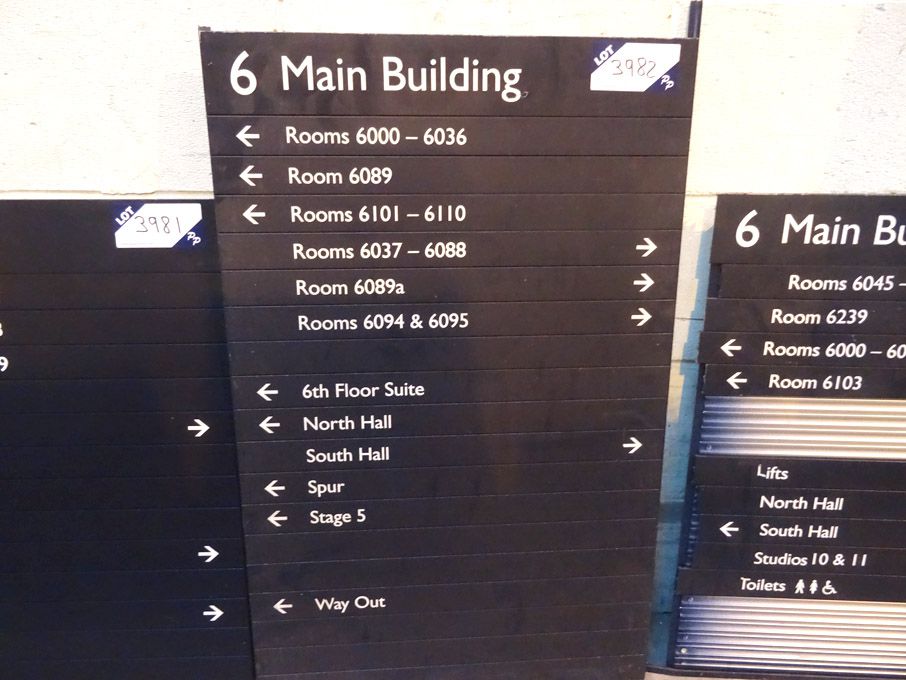 6 Main Building
LOT 3982 PP
← Rooms 6000 – 6036
← Room 6089
← Rooms 6101 – 6110
Rooms 6037 – 6088 →
Room 6089a →
Rooms 6094 & 6095 →
← 6th Floor Suite
← North Hall
South Hall →
← Spur
← Stage 5
← Way Out
LOT 3981 PP
9
→
→
→
6 Main Bu
Rooms 6045 –
Room 6239
← Rooms 6000 – 60
← Room 6103
Lifts
North Hall
← South Hall
Studios 10 & 11
Toilets